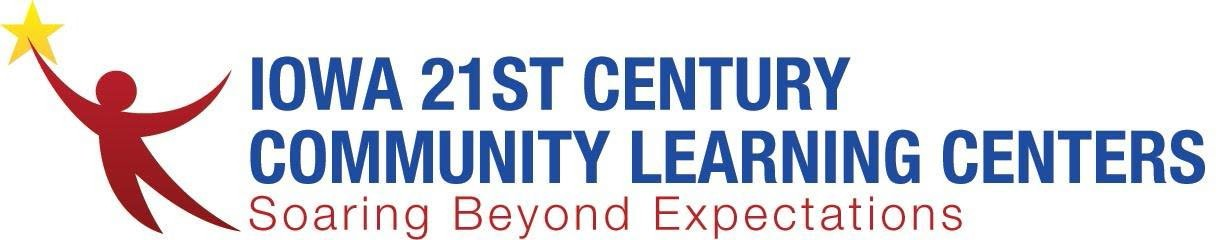 IOWA 21ST CENTURY
COMMUNITY LEARNING CENTERS
Soaring Beyond Expectations